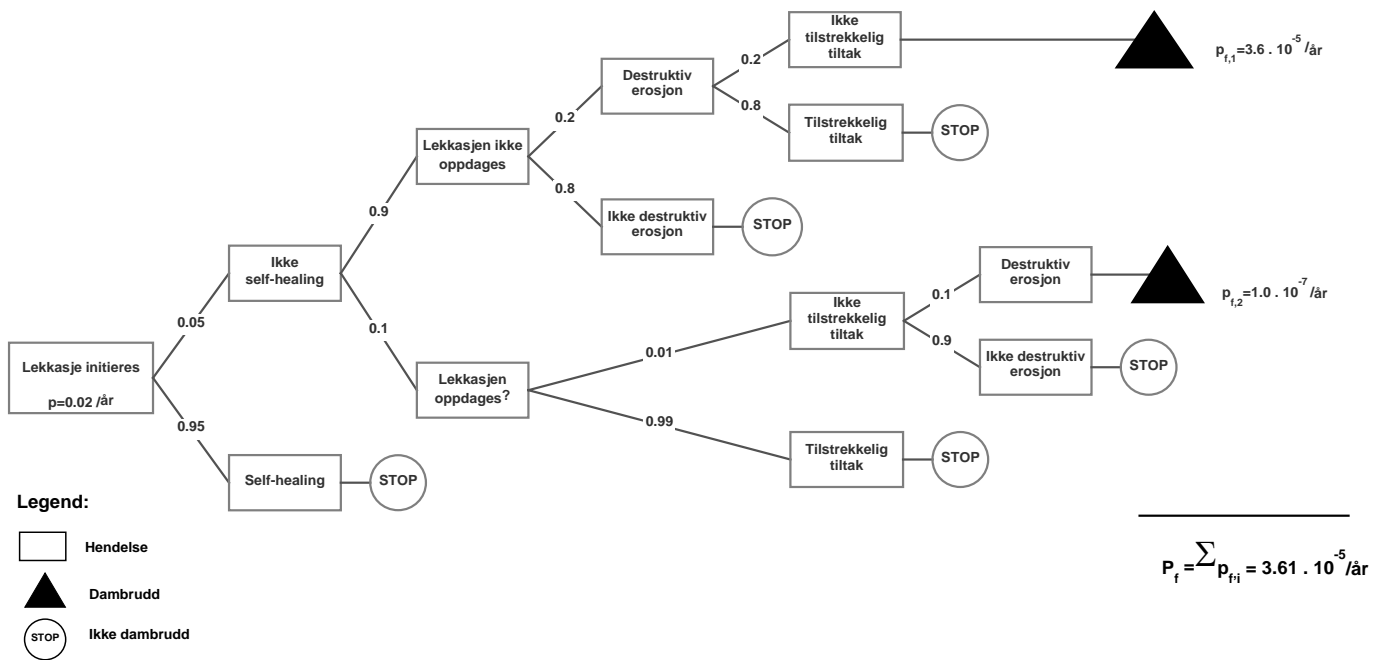 Ikke
tilstrekkelig
tiltak
p f,1 =3.6 . 10 -5 /år
0.2
Destruktiv
erosjon
0.8
Tilstrekkelig
tiltak
STOP
0.2
Lekkasjen ikke
oppdages
0.8
Ikke destruktiv
erosjon
STOP
0.9
Ikke
self-healing
Destruktiv
erosjon
p f,2 =1.0 . 10 -7 /år
0.1
Ikke
tilstrekkelig
tiltak
0.05
0.1
0.01
0.9
Ikke destruktiv
erosjon
STOP
Lekkasje initieres
p=0.02 /år
Lekkasjen
oppdages?
0.95
0.99
Tilstrekkelig
tiltak
STOP
Self-healing
STOP
Legend:
Hendelse
Dambrudd
STOP
Ikke dambrudd
P f = ∑ p f,i = 3.61 . 10 -5 /år